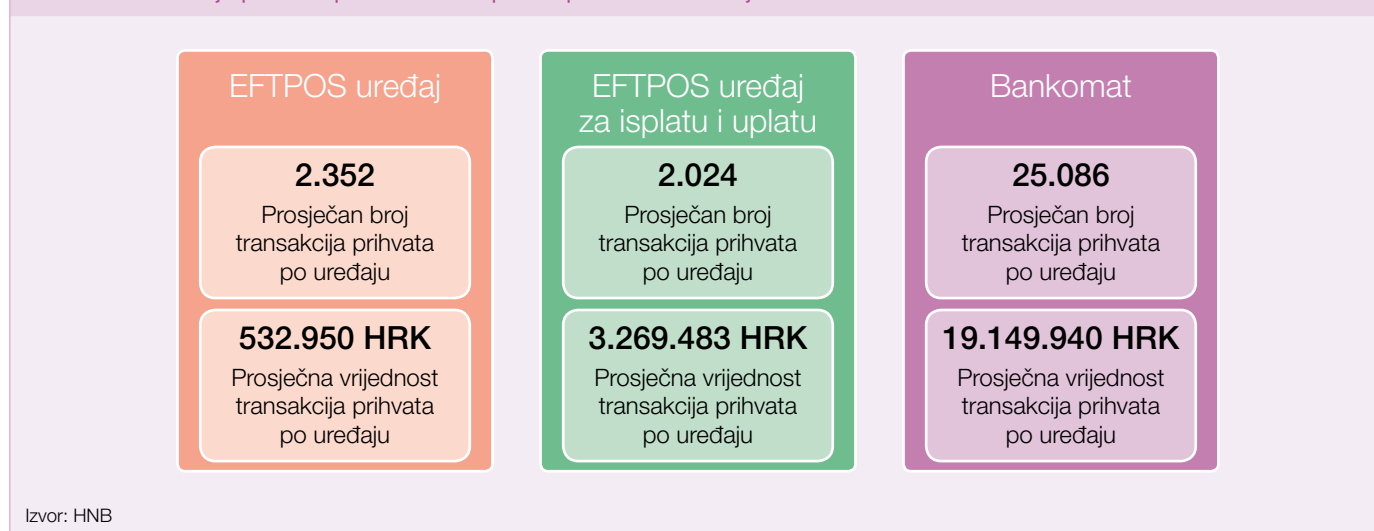 EFTPOS uređaj
2.352
Prosječan broj
transakcija prihvata
po uređaju
532.950 HRK
Prosječna vrijednost
transakcija prihvata
po uređaju
EFTPOS uređaj
za isplatu i uplatu
2.024
Prosječan broj
transakcija prihvata
po uređaju
3.269.483 HRK
Prosječna vrijednost
transakcija prihvata
po uređaju
Bankomat
25.086
Prosječan broj
transakcija prihvata
po uređaju
19.149.940 HRK
Prosječna vrijednost
transakcija prihvata
po uređaju
Izvor: HNB